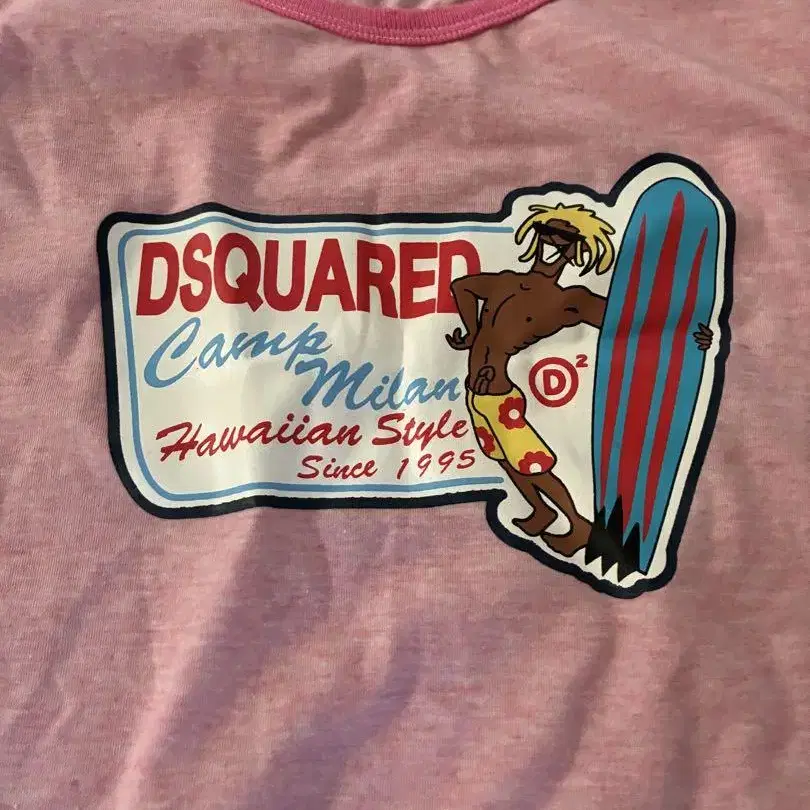 DSQUARED
Camp
Milan
Hawaiian Style
Since 1995
D²